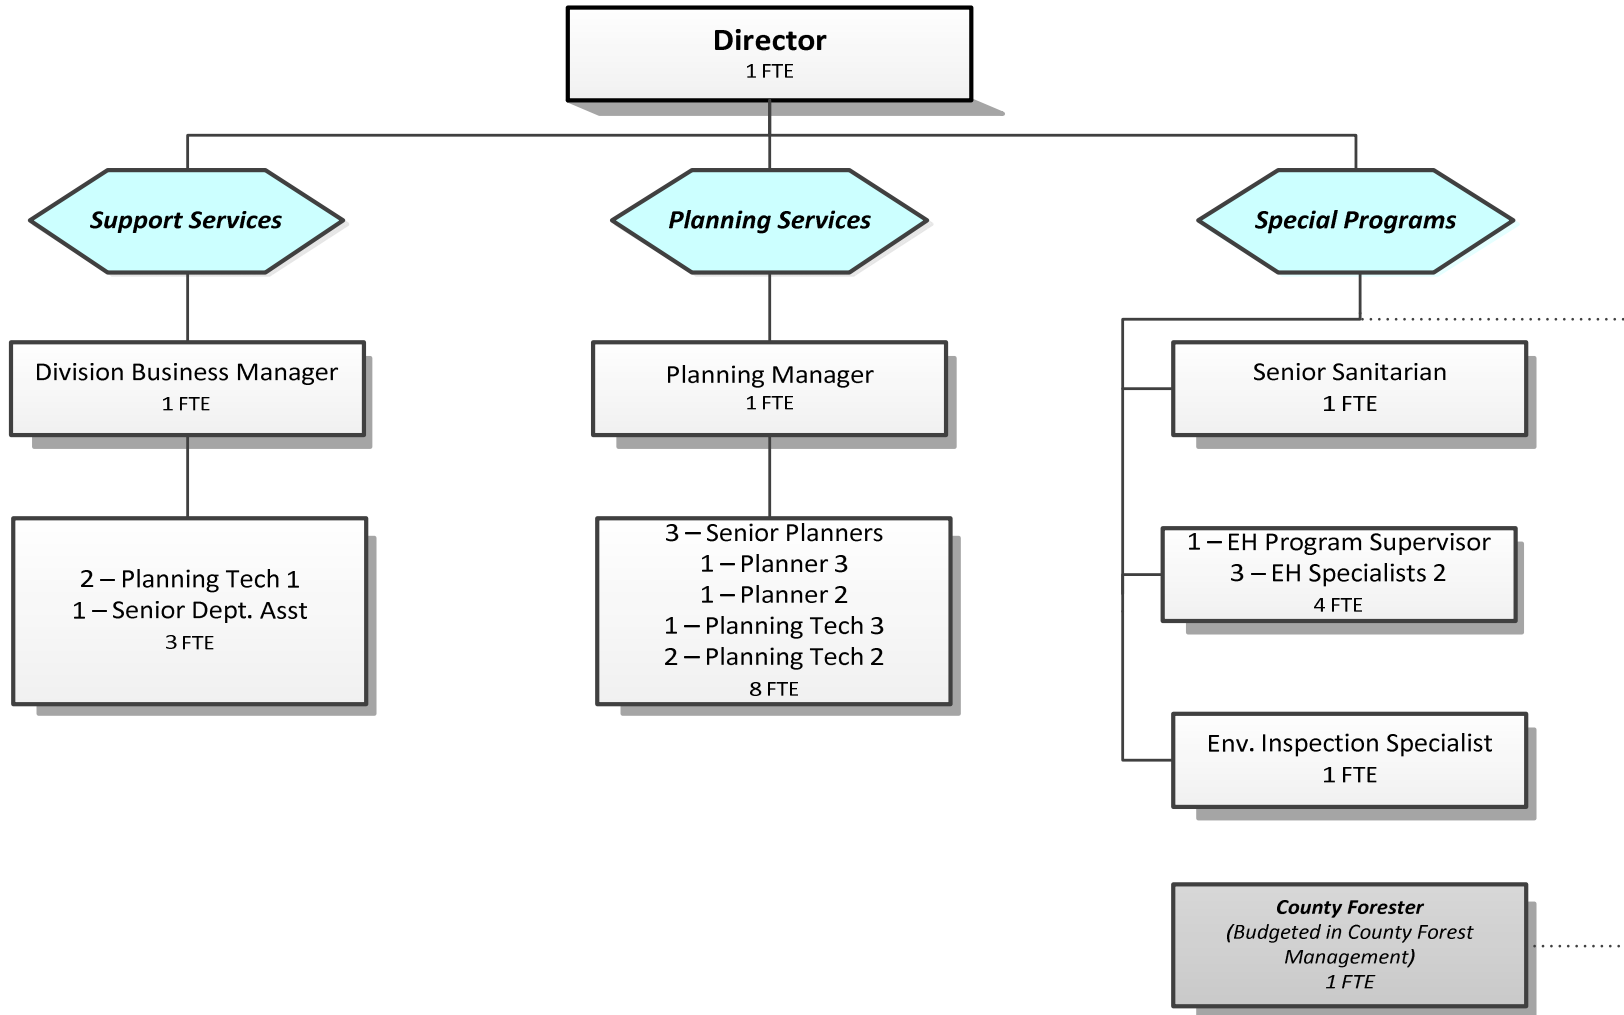 Director
1 FTE
Support Services
Planning Services
Special Programs
Division Business Manager
1 FTE
Planning Manager
1 FTE
Senior Sanitarian
1 FTE
2 – Planning Tech 1
1 – Senior Dept. Asst
3 FTE
3 – Senior Planners
1 – Planner 3
1 – Planner 2
1 – Planning Tech 3
2 – Planning Tech 2
8 FTE
1 – EH Program Supervisor
3 – EH Specialists 2
4 FTE
Env. Inspection Specialist
1 FTE
County Forester
(Budgeted in County Forest
Management)
1 FTE